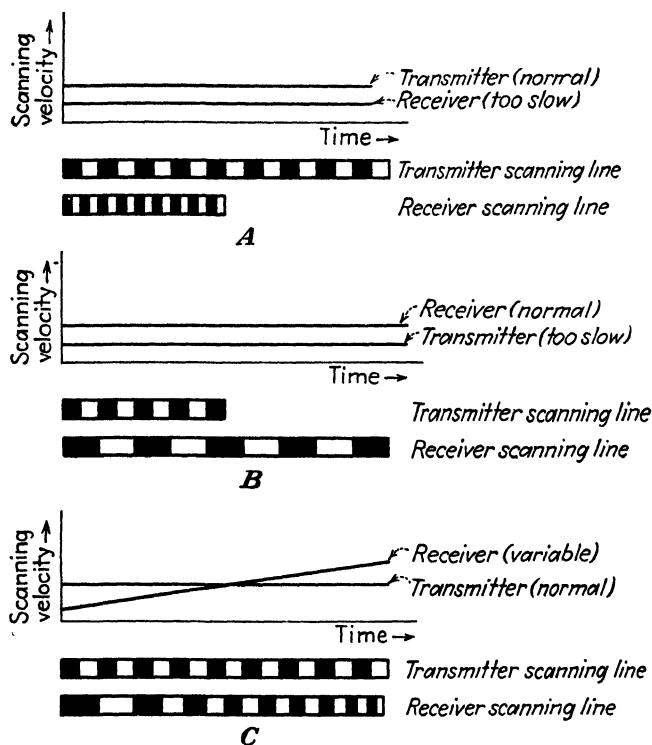 Scanning
velocity
Transmitter (normal)
Receiver (too slow)
Time
Transmitter scanning line
Receiver scanning line
A
Scanning
velocity
Receiver (normal)
Transmitter (too slow)
Time
Transmitter scanning line
Receiver scanning line
B
Scanning
velocity
Receiver (variable)
Transmitter (normal)
Time
Transmitter scanning line
Receiver scanning line
C